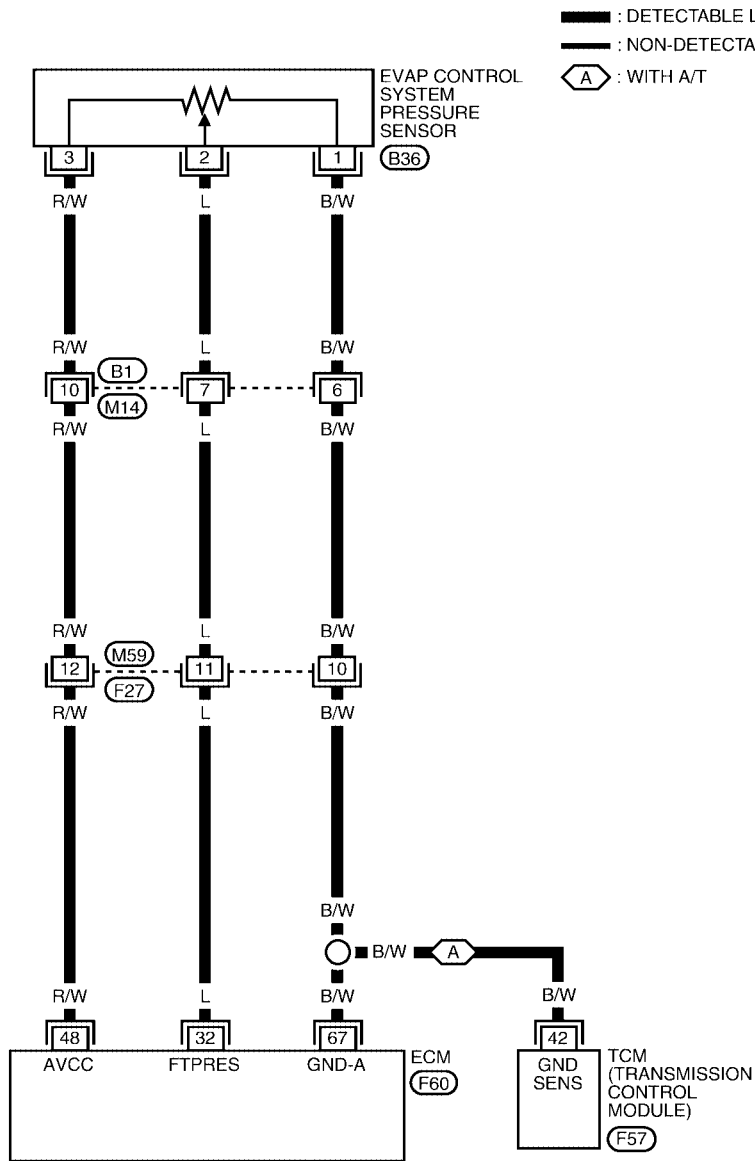 : DETECTABLE L
: NON-DETECTA
A : WITH A/T
EVAP CONTROL
SYSTEM
PRESSURE
SENSOR
B36
3 2 1
R/W L B/W
R/W L B/W
B1
10 7 6
M14
R/W L B/W
R/W L B/W
M59
12 11 10
F27
R/W L B/W
B/W
B/W A
R/W L B/W B/W
48 32 67 42
AVCC FTPRES GND-A
ECM
F60
GND
SENS
TCM
(TRANSMISSION
CONTROL
MODULE)
F57